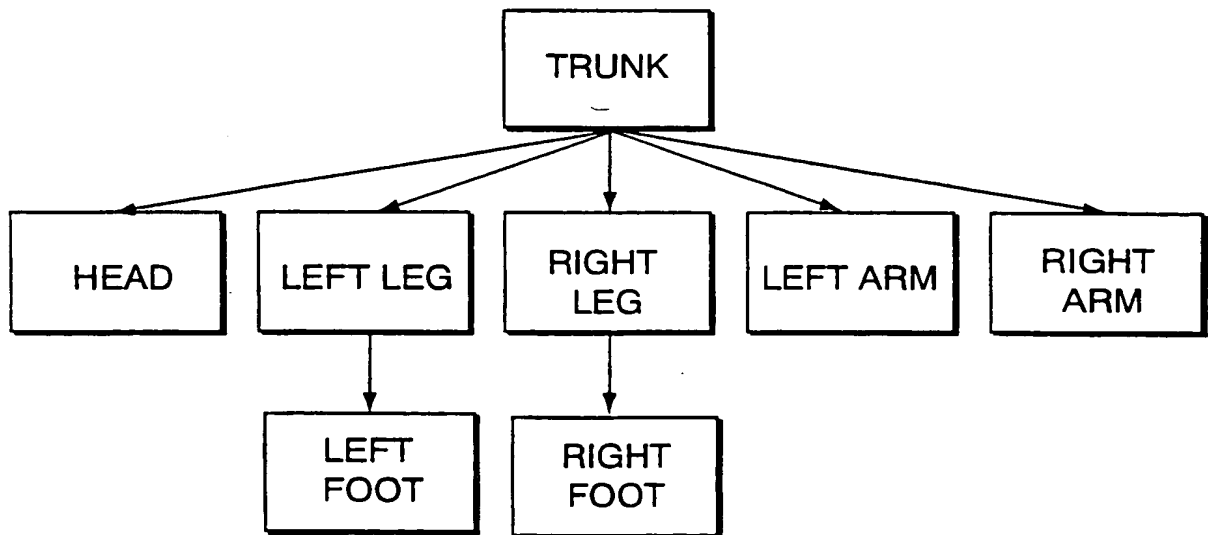 TRUNK
HEAD
LEFT LEG
RIGHT
LEG
LEFT ARM
RIGHT
ARM
LEFT
FOOT
RIGHT
FOOT